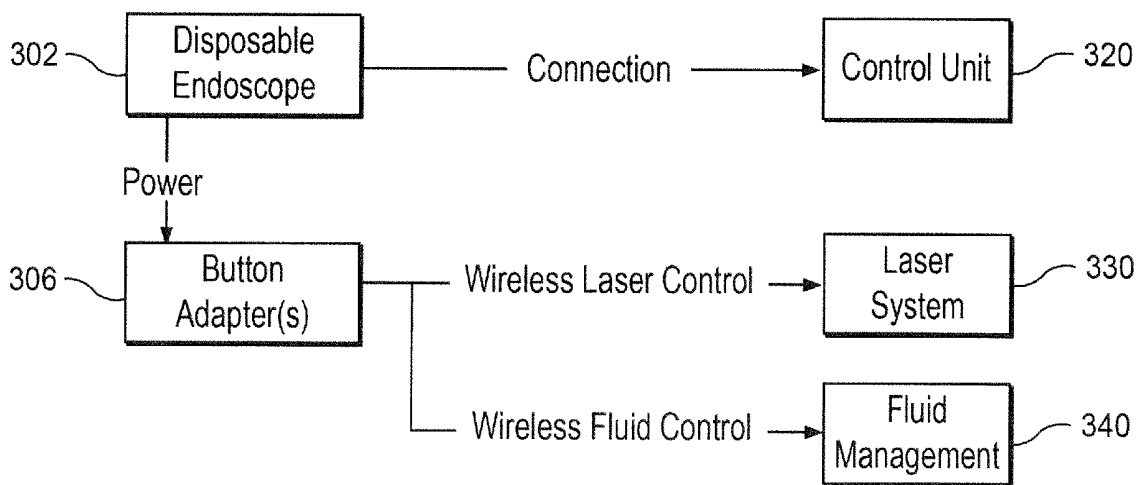 302
Disposable
Endoscope
Connection
Control Unit
320
Power
306
Button
Adapter(s)
Wireless Laser Control
Laser
System
330
Wireless Fluid Control
Fluid
Management
340